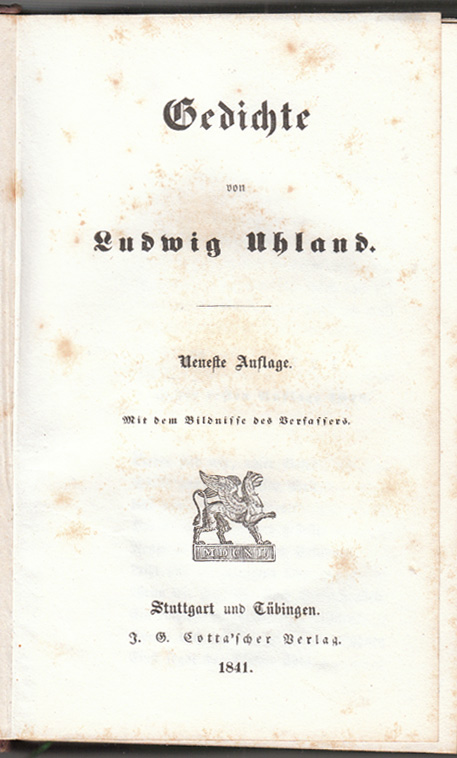 Gedichte
von
Ludwig Uhland.
Neueste Auflage.
Mit dem Bildnisse des Verfassers.
Stuttgart und Tübingen.
J. G. Cotta'scher Verlag.
1841.